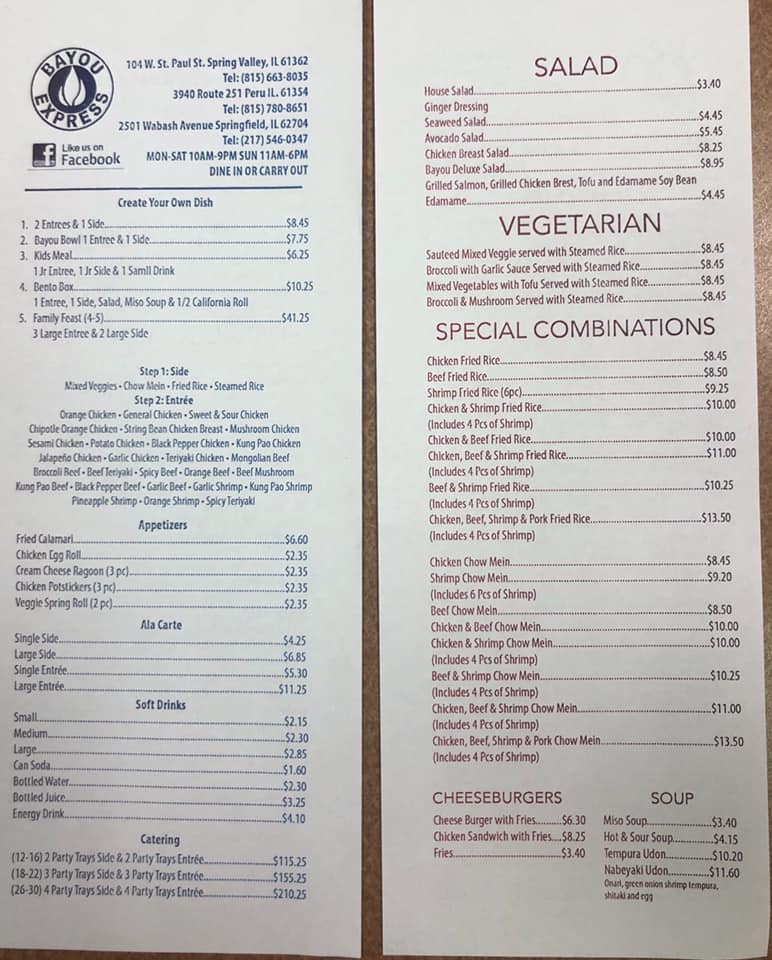 BAYOU
EXPRESS
104 W. St. Paul St. Spring Valley, IL 61362
Tel: (815) 663-8035
3940 Route 251 Peru IL. 61354
Tel: (815) 780-8651
2501 Wabash Avenue Springfield, IL 62704
Tel: (217) 546-0347
MON-SAT 10AM-9PM SUN 11AM-6PM
DINE IN OR CARRY OUT
f Like us on
Facebook
Create Your Own Dish
1. 2 Entrees & 1 Side...$8.45
2. Bayou Bowl 1 Entree & 1 Side...$7.75
3. Kids Meal...$6.25
1 Jr Entree, 1 Jr Side & 1 Samll Drink
4. Bento Box...$10.25
1 Entree, 1 Side, Salad, Miso Soup & 1/2 California Roll
5. Family Feast (4-5)...$41.25
3 Large Entree & 2 Large Side
Step 1: Side
Mixed Veggies • Chow Mein • Fried Rice • Steamed Rice
Step 2: Entrée
Orange Chicken • General Chicken • Sweet & Sour Chicken
Chipotle Orange Chicken • String Bean Chicken Breast • Mushroom Chicken
Sesami Chicken • Potato Chicken • Black Pepper Chicken • Kung Pao Chicken
Jalapeño Chicken • Garlic Chicken • Teriyaki Chicken • Mongolian Beef
Broccoli Beef • Beef Teriyaki • Spicy Beef • Orange Beef • Beef Mushroom
Kung Pao Beef • Black Pepper Beef • Garlic Beef • Garlic Shrimp • Kung Pao Shrimp
Pineapple Shrimp • Orange Shrimp • Spicy Teriyaki
Appetizers
Fried Calamari...$6.60
Chicken Egg Roll...$2.35
Cream Cheese Ragoon (3 pc)...$2.35
Chicken Potstickers (3 pc)...$2.35
Veggie Spring Roll (2 pc)...$2.35
Ala Carte
Single Side...$4.25
Large Side...$6.85
Single Entrée...$5.30
Large Entrée...$11.25
Soft Drinks
Small...$2.15
Medium...$2.30
Large...$2.85
Can Soda...$1.60
Bottled Water...$2.30
Bottled Juice...$3.25
Energy Drink...$4.10
Catering
(12-16) 2 Party Trays Side & 2 Party Trays Entrée...$115.25
(18-22) 3 Party Trays Side & 3 Party Trays Entrée...$155.25
(26-30) 4 Party Trays Side & 4 Party Trays Entrée...$210.25
SALAD
House Salad...$3.40
Ginger Dressing
Seaweed Salad...$4.45
Avocado Salad...$5.45
Chicken Breast Salad...$8.25
Bayou Deluxe Salad...$8.95
Grilled Salmon, Grilled Chicken Brest, Tofu and Edamame Soy Bean
Edamame...$4.45
VEGETARIAN
Sauteed Mixed Veggie served with Steamed Rice...$8.45
Broccoli with Garlic Sauce Served with Steamed Rice...$8.45
Mixed Vegetables with Tofu Served with Steamed Rice...$8.45
Broccoli & Mushroom Served with Steamed Rice...$8.45
SPECIAL COMBINATIONS
Chicken Fried Rice...$8.45
Beef Fried Rice...$8.50
Shrimp Fried Rice (6pc)...$9.25
Chicken & Shrimp Fried Rice...$10.00
(Includes 4 Pcs of Shrimp)
Chicken & Beef Fried Rice...$10.00
Chicken, Beef & Shrimp Fried Rice...$11.00
(Includes 4 Pcs of Shrimp)
Beef & Shrimp Fried Rice...$10.25
(Includes 4 Pcs of Shrimp)
Chicken, Beef, Shrimp & Pork Fried Rice...$13.50
(Includes 4 Pcs of Shrimp)
Chicken Chow Mein...$8.45
Shrimp Chow Mein...$9.20
(Includes 6 Pcs of Shrimp)
Beef Chow Mein...$8.50
Chicken & Beef Chow Mein...$10.00
Chicken & Shrimp Chow Mein...$10.00
(Includes 4 Pcs of Shrimp)
Beef & Shrimp Chow Mein...$10.25
(Includes 4 Pcs of Shrimp)
Chicken, Beef & Shrimp Chow Mein...$11.00
(Includes 4 Pcs of Shrimp)
Chicken, Beef, Shrimp & Pork Chow Mein...$13.50
(Includes 4 Pcs of Shrimp)
CHEESEBURGERS
Cheese Burger with Fries...$6.30
Chicken Sandwich with Fries...$8.25
Fries...$3.40
SOUP
Miso Soup...$3.40
Hot & Sour Soup...$4.15
Tempura Udon...$10.20
Nabeyaki Udon...$11.60
Onari, green onion shrimp tempura,
shitaki and egg